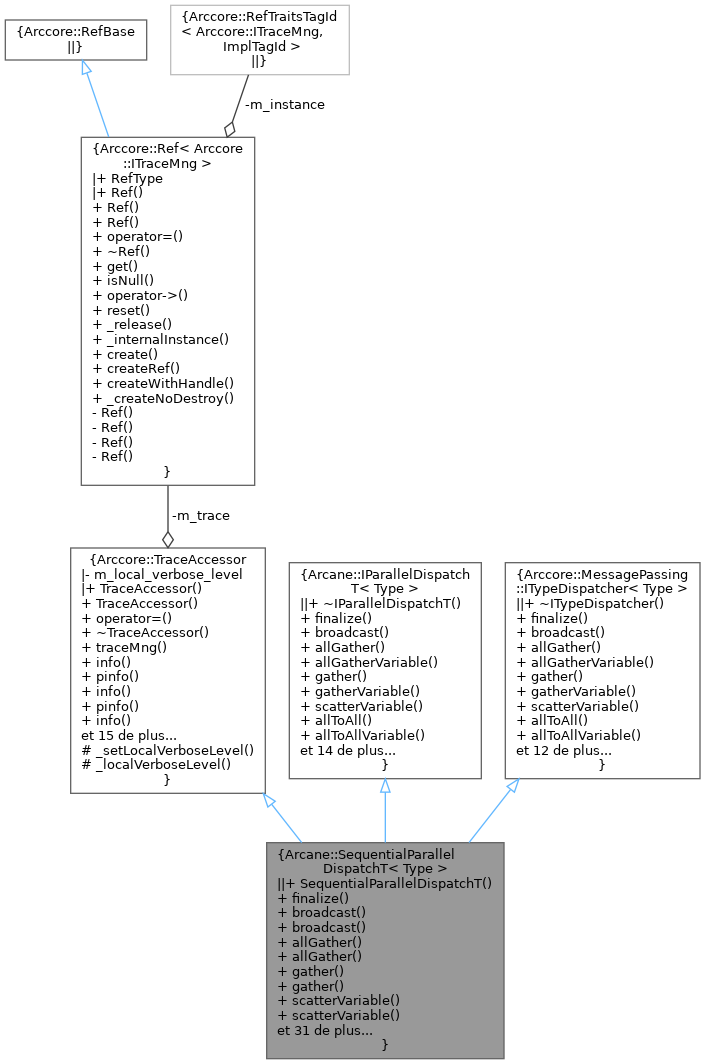 {Arccore::RefBase
||}
{Arccore::RefTraitsTagId
< Arccore::ITraceMng,
ImplTagId >
||}
-m_instance
{Arccore::Ref< Arccore
::ITraceMng >
|+ RefType
|+ Ref()
+ Ref()
+ Ref()
+ operator=()
+ ~Ref()
+ get()
+ isNull()
+ operator->()
+ reset()
+ _release()
+ _internalInstance()
+ create()
+ createRef()
+ createWithHandle()
+ _createNoDestroy()
- Ref()
- Ref()
- Ref()
- Ref()
}
-m_trace
{Arccore::TraceAccessor
|- m_local_verbose_level
|+ TraceAccessor()
+ TraceAccessor()
+ operator=()
+ ~TraceAccessor()
+ traceMng()
+ info()
+ pinfo()
+ info()
+ pinfo()
+ info()
et 15 de plus...
# _setLocalVerboseLevel()
# _localVerboseLevel()
}
{Arcane::IParallelDispatch
T< Type >
||+ ~IParallelDispatchT()
+ finalize()
+ broadcast()
+ allGather()
+ allGatherVariable()
+ gather()
+ gatherVariable()
+ scatterVariable()
+ allToAll()
+ allToAllVariable()
et 14 de plus...
}
{Arccore::MessagePassing
::ITypeDispatcher< Type >
||+ ~ITypeDispatcher()
+ finalize()
+ broadcast()
+ allGather()
+ allGatherVariable()
+ gather()
+ gatherVariable()
+ scatterVariable()
+ allToAll()
+ allToAllVariable()
et 12 de plus...
}
{Arcane::SequentialParallel
DispatchT< Type >
||+ SequentialParallelDispatchT()
+ finalize()
+ broadcast()
+ broadcast()
+ allGather()
+ allGather()
+ gather()
+ gather()
+ scatterVariable()
+ scatterVariable()
et 31 de plus...
}